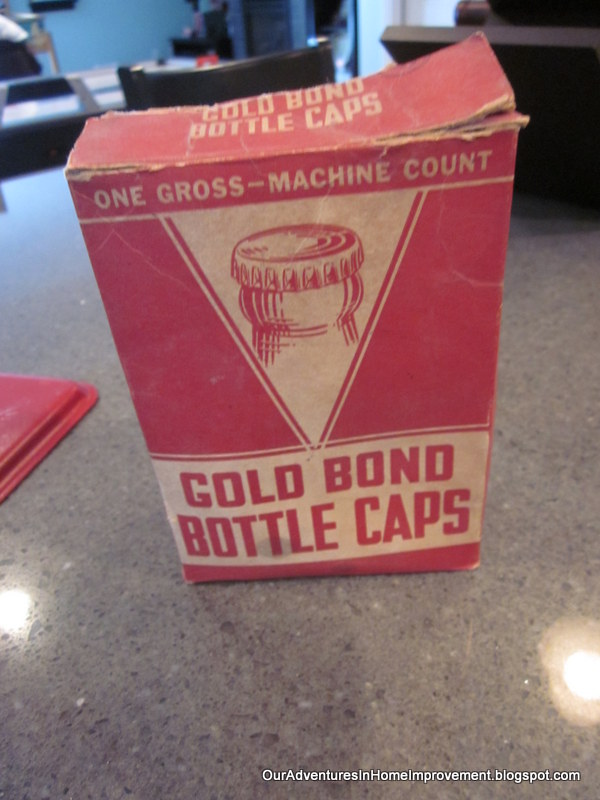 GOLD BOND
BOTTLE CAPS
ONE GROSS—MACHINE COUNT
GOLD BOND
BOTTLE CAPS
OurAdventuresInHomeImprovement.blogspot.com